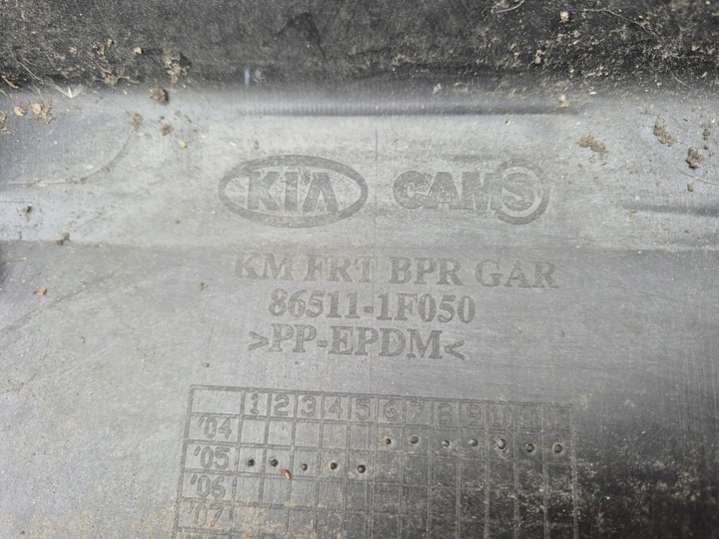 KIA CAMS
KM FRT BPR GAR
86511-1F050
>PP-EPDM<
1 2 3 4 5 6 7 8 9 10 11
'04
'05
'06
'07